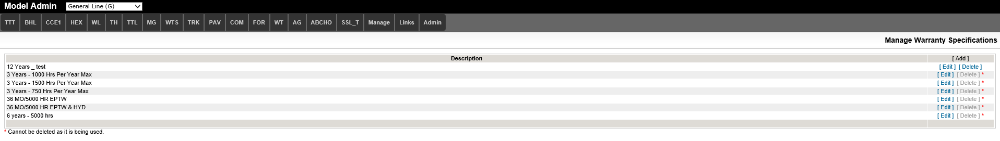 Model Admin General Line (G)
TTT BHL CCE1 HEX WL TH TTL MG WTS TRK PAV COM FOR WT AG ABCHO SSL_T Manage Links Admin
Manage Warranty Specifications
Description [ Add ]
12 Years _ test [ Edit ] [ Delete ]
3 Years - 1000 Hrs Per Year Max [ Edit ] [ Delete ] *
3 Years - 1500 Hrs Per Year Max [ Edit ] [ Delete ] *
3 Years - 750 Hrs Per Year Max [ Edit ] [ Delete ] *
36 MO/5000 HR EPTW [ Edit ] [ Delete ] *
36 MO/5000 HR EPTW & HYD [ Edit ] [ Delete ] *
6 years - 5000 hrs [ Edit ] [ Delete ] *
* Cannot be deleted as it is being used.